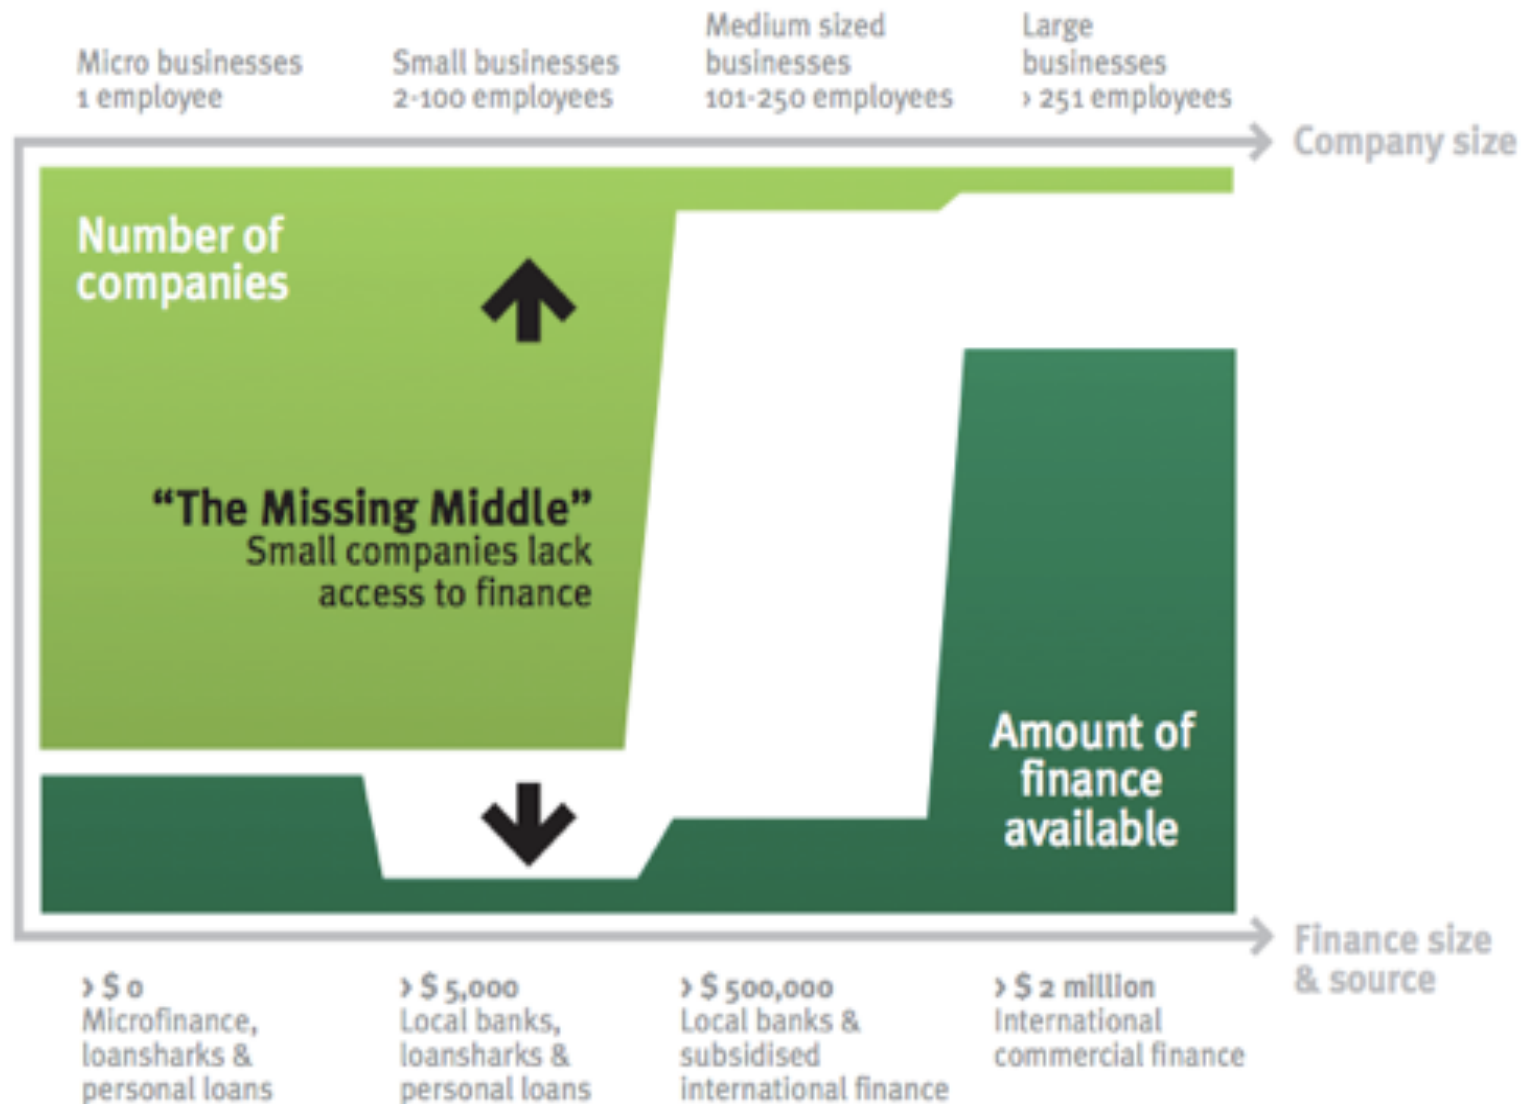 Micro businesses
1 employee
Small businesses
2-100 employees
Medium sized
businesses
101-250 employees
Large
businesses
> 251 employees
Company size
Number of
companies
“The Missing Middle”
Small companies lack
access to finance
Amount of
finance
available
Finance size
& source
> $ 0
Microfinance,
loansharks &
personal loans
> $ 5,000
Local banks,
loansharks &
personal loans
> $ 500,000
Local banks &
subsidised
international finance
> $ 2 million
International
commercial finance